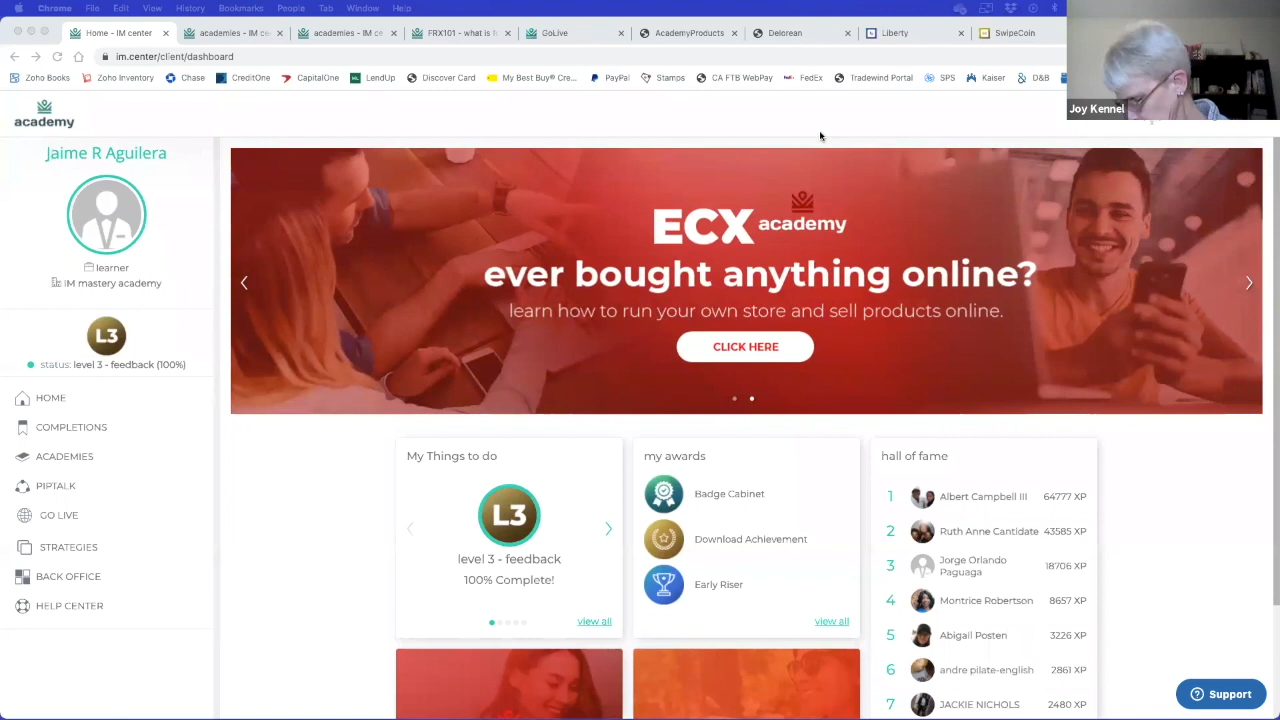 Chrome File Edit View History Bookmarks People Tab Window Help
Home - IM center
academies - IM ce
academies - IM ce
FRX101 - what is
GoLive
AcademyProducts
Delorean
Liberty
SwipeCoin
im.center/client/dashboard
Zoho Books Zoho Inventory Chase CreditOne CapitalOne LendUp Discover Card My Best Buy® Cre... PayPal Stamps CA FTB WebPay FedEx Tradewind Portal SPS Kaiser D&B
Joy Kennel
academy
Jaime R Aguilera
learner
IM mastery academy
L3
status: level 3 - feedback (100%)
HOME
COMPLETIONS
ACADEMIES
PIPTALK
GO LIVE
STRATEGIES
BACK OFFICE
HELP CENTER
ECX academy
ever bought anything online?
learn how to run your own store and sell products online.
CLICK HERE
My Things to do
L3
level 3 - feedback
100% Complete!
view all
my awards
Badge Cabinet
Download Achievement
Early Riser
view all
hall of fame
1 Albert Campbell III 64777 XP
2 Ruth Anne Cantidate 43585 XP
3 Jorge Orlando
Paguaga 18706 XP
4 Montrice Robertson 8657 XP
5 Abigail Posten 3226 XP
6 andre pilate-english 2861 XP
7 JACKIE NICHOLS 2480 XP
Support